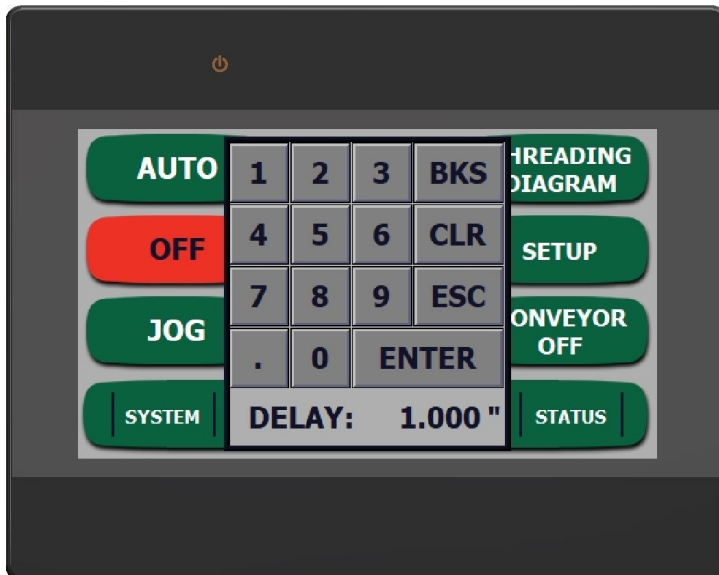 AUTO
OFF
JOG
SYSTEM
1 2 3 BKS
4 5 6 CLR
7 8 9 ESC
. 0 ENTER
DELAY: 1.000 "
HREADING
DIAGRAM
SETUP
ONVEYOR
OFF
STATUS